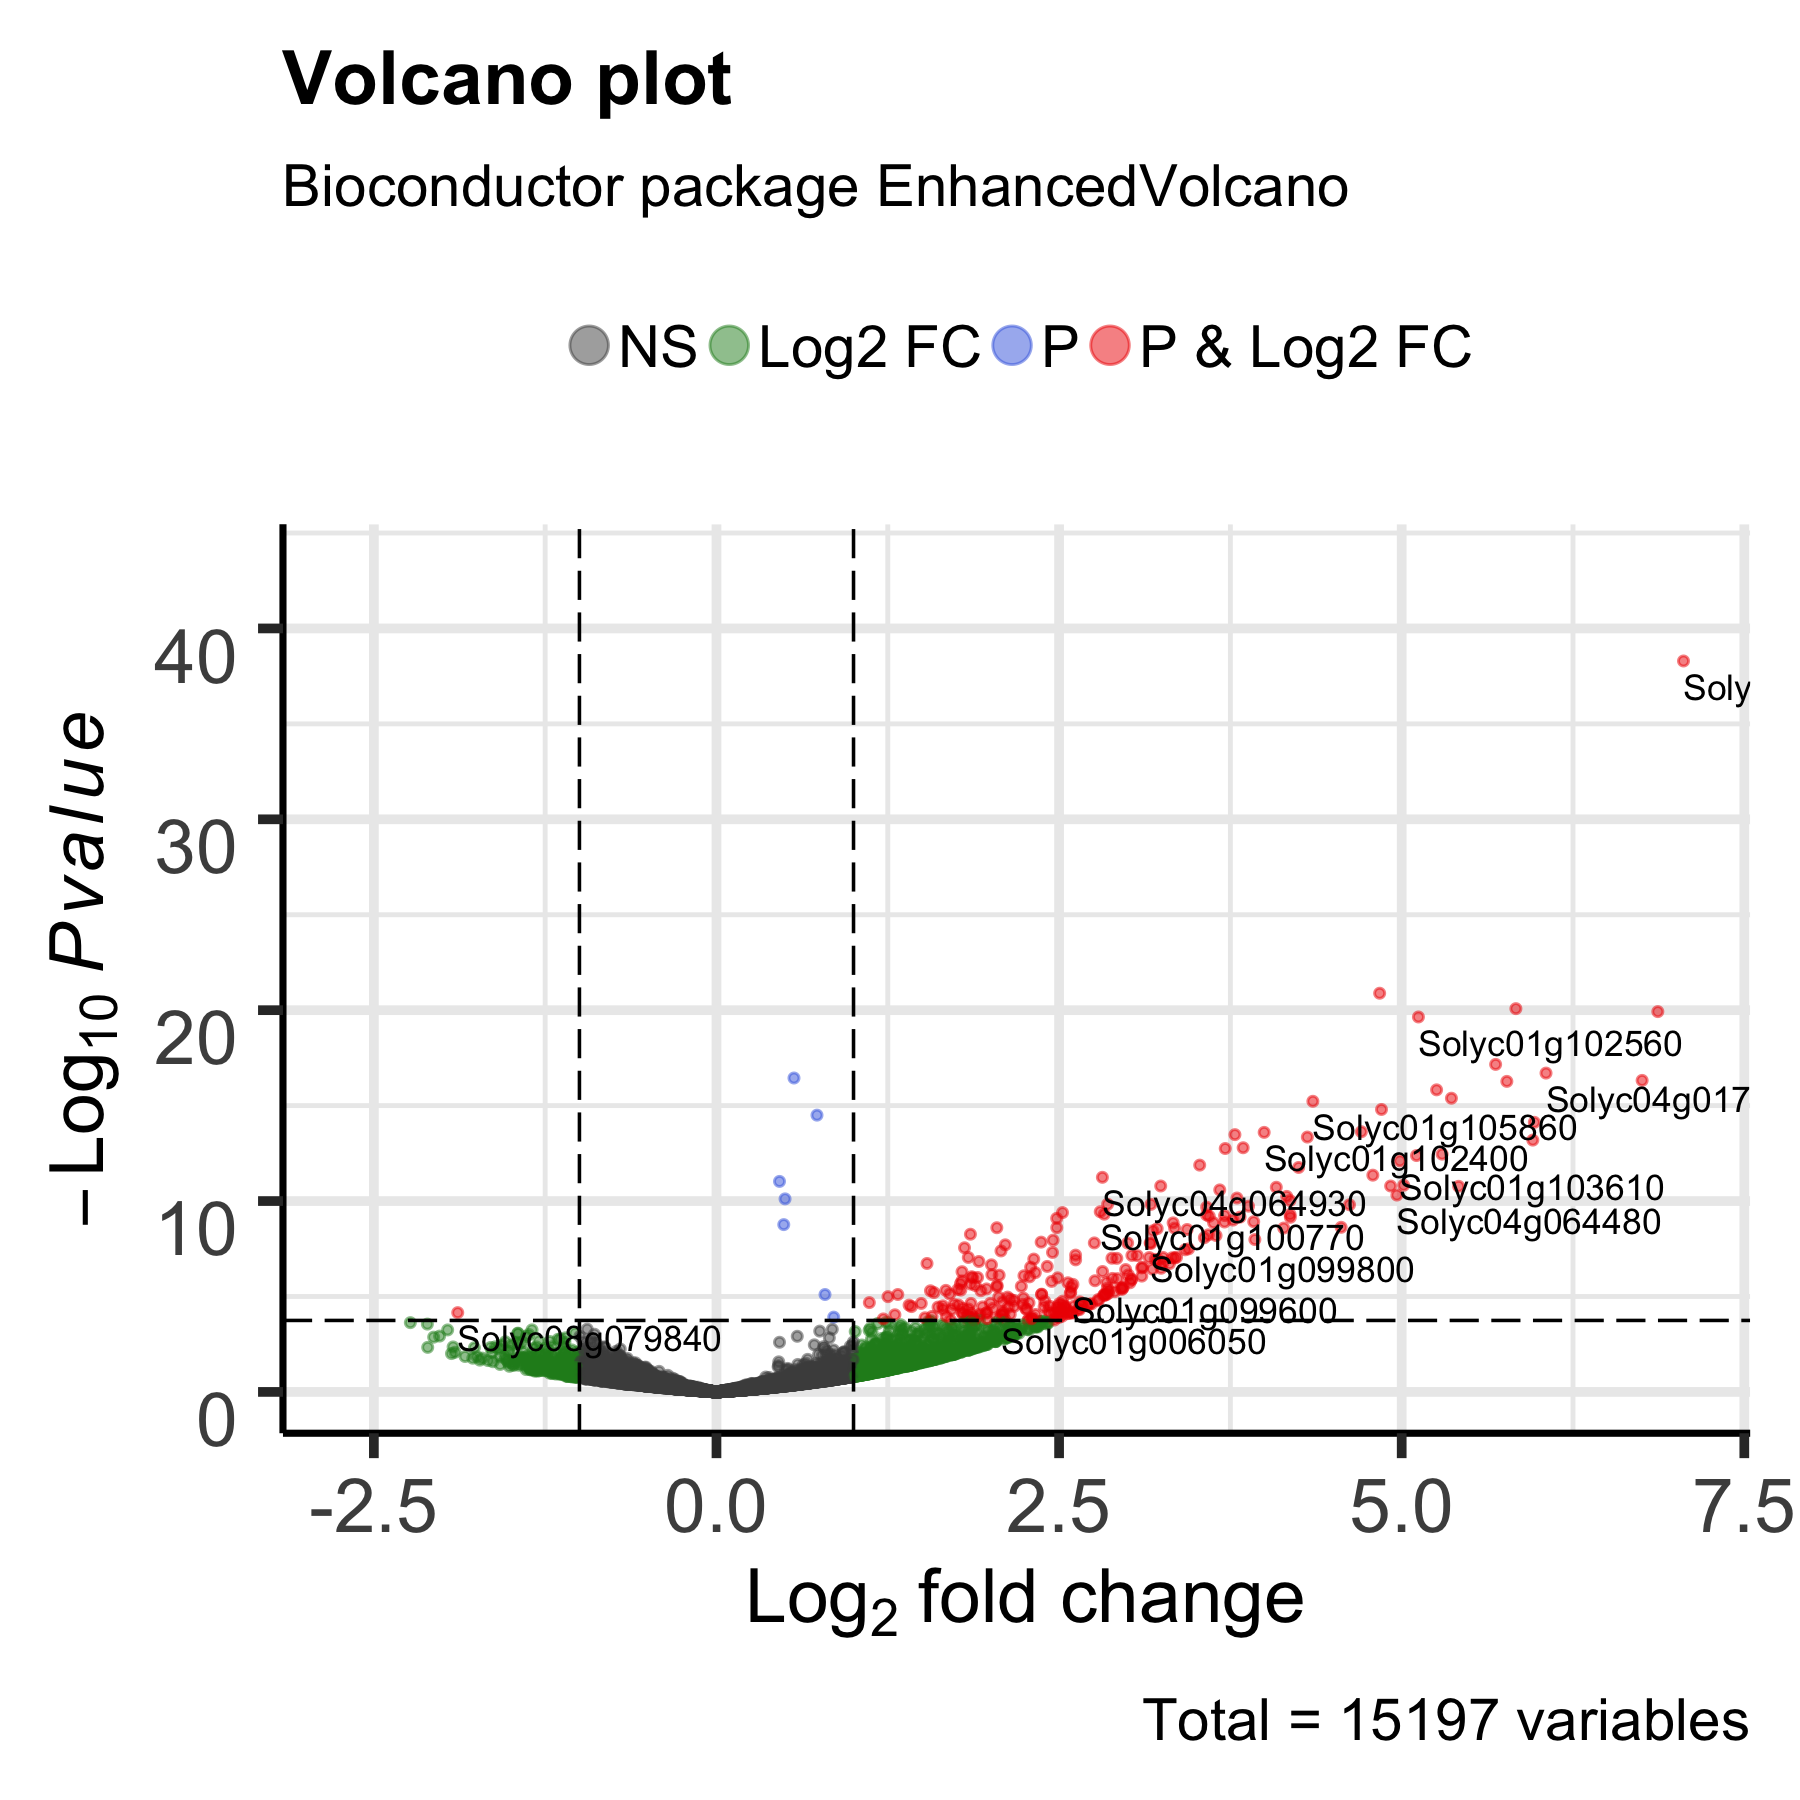 Volcano plot
Bioconductor package EnhancedVolcano
NS Log2 FC P P & Log2 FC
−Log10 Pvalue
40
30
20
10
0
Soly
Solyc01g102560
Solyc04g017
Solyc01g105860
Solyc01g102400
Solyc01g103610
Solyc04g064930
Solyc04g064480
Solyc01g100770
Solyc01g099800
Solyc01g099600
Solyc08g079840
Solyc01g006050
-2.5 0.0 2.5 5.0 7.5
Log2 fold change
Total = 15197 variables